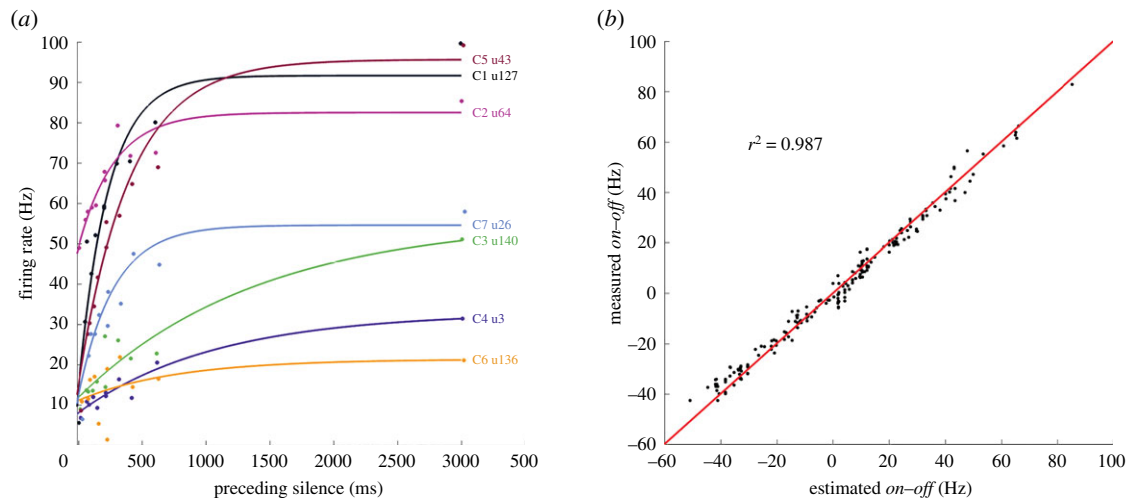 (a)
100
90
80
70
60
50
40
30
20
10
firing rate (Hz)
C5 u43
C1 u127
C2 u64
C7 u26
C3 u140
C4 u3
C6 u136
0 500 1000 1500 2000 2500 3000 500
preceding silence (ms)
(b)
100
80
60
40
20
0
–20
–40
–60
measured on–off (Hz)
r² = 0.987
–60 –40 –20 0 20 40 60 80 100
estimated on–off (Hz)